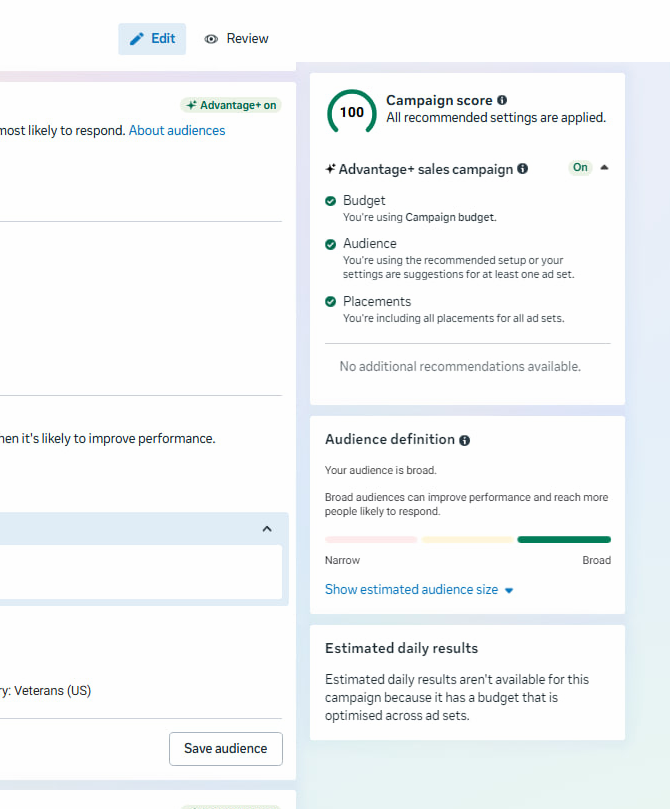 Edit
Review
Advantage+ on
most likely to respond. About audiences
hen it's likely to improve performance.
ry: Veterans (US)
Save audience
100
Campaign score
All recommended settings are applied.
Advantage+ sales campaign
On
Budget
You're using Campaign budget.
Audience
You're using the recommended setup or your
settings are suggestions for at least one ad set.
Placements
You're including all placements for all ad sets.
No additional recommendations available.
Audience definition
Your audience is broad.
Broad audiences can improve performance and reach more
people likely to respond.
Narrow
Broad
Show estimated audience size
Estimated daily results
Estimated daily results aren't available for this
campaign because it has a budget that is
optimised across ad sets.